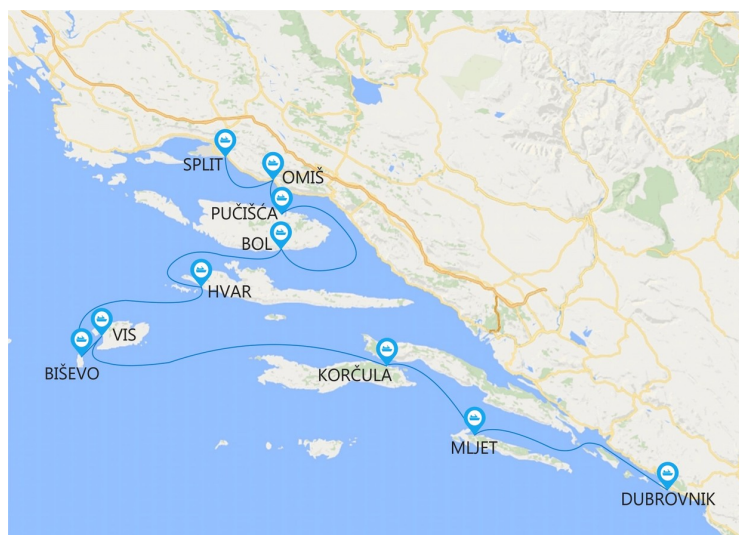 SPLIT
OMIŠ
PUČIŠĆA
BOL
HVAR
VIS
BIŠEVO
KORČULA
MLJET
DUBROVNIK